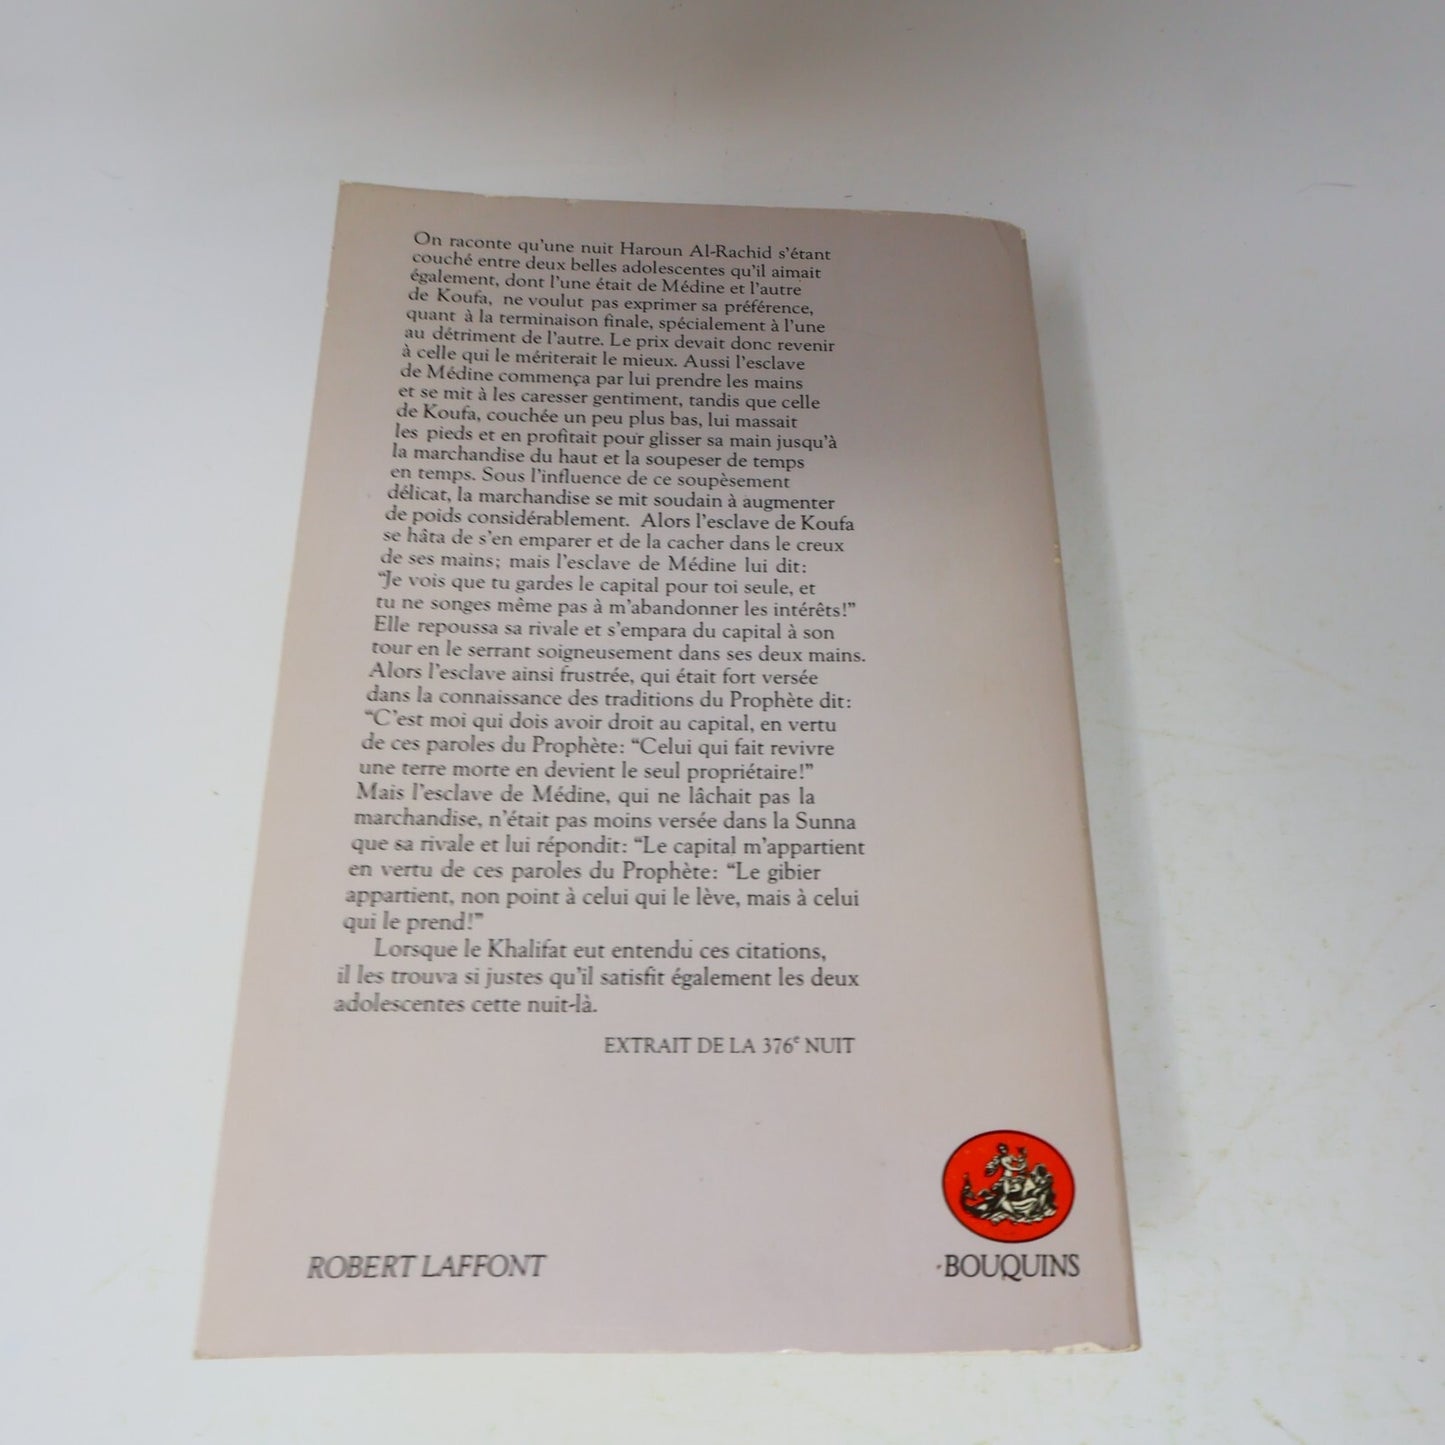 On raconte qu'une nuit Haroun Al-Rachid s'étant
couché entre deux belles adolescentes qu'il aimait
également, dont l'une était de Médine et l'autre
de Koufa, ne voulut pas exprimer sa préférence,
quant à la terminaison finale, spécialement à l'une
au détriment de l'autre. Le prix devait donc revenir
à celle qui le mériterait le mieux. Aussi l'esclave
de Médine commença par lui prendre les mains
et se mit à les caresser gentiment, tandis que celle
de Koufa, couchée un peu plus bas, lui massait
les pieds et en profitait pour glisser sa main jusqu'à
la marchandise du haut et la soupeser de temps
en temps. Sous l'influence de ce soupèsement
délicat, la marchandise se mit soudain à augmenter
de poids considérablement. Alors l'esclave de Koufa
se hâta de s'en emparer et de la cacher dans le creux
de ses mains; mais l'esclave de Médine lui dit:
“Je vois que tu gardes le capital pour toi seule, et
tu ne songes même pas à m'abandonner les intérêts!”
Elle repoussa sa rivale et s'empara du capital à son
tour en le serrant soigneusement dans ses deux mains.
Alors l'esclave ainsi frustrée, qui était fort versée
dans la connaissance des traditions du Prophète dit:
“C'est moi qui dois avoir droit au capital, en vertu
de ces paroles du Prophète: “Celui qui fait revivre
une terre morte en devient le seul propriétaire!”
Mais l'esclave de Médine, qui ne lâchait pas la
marchandise, n'était pas moins versée dans la Sunna
que sa rivale et lui répondit: “Le capital m'appartient
en vertu de ces paroles du Prophète: “Le gibier
appartient, non point à celui qui le lève, mais à celui
qui le prend!”
Lorsque le Khalifat eut entendu ces citations,
il les trouva si justes qu'il satisfit également les deux
adolescentes cette nuit-là.
EXTRAIT DE LA 376e NUIT
ROBERT LAFFONT
BOUQUINS